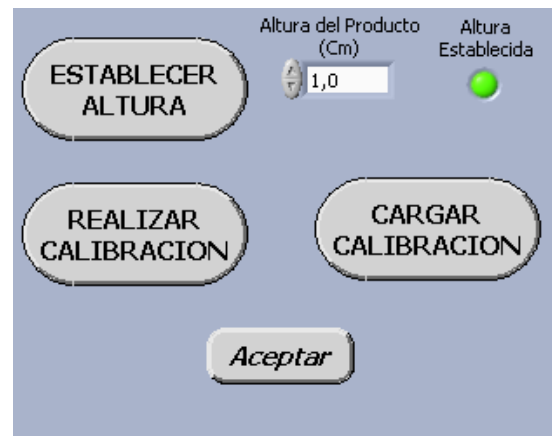 Altura del Producto
(Cm)
Altura
Establecida
ESTABLECER
ALTURA
1,0
REALIZAR
CALIBRACION
CARGAR
CALIBRACION
Aceptar